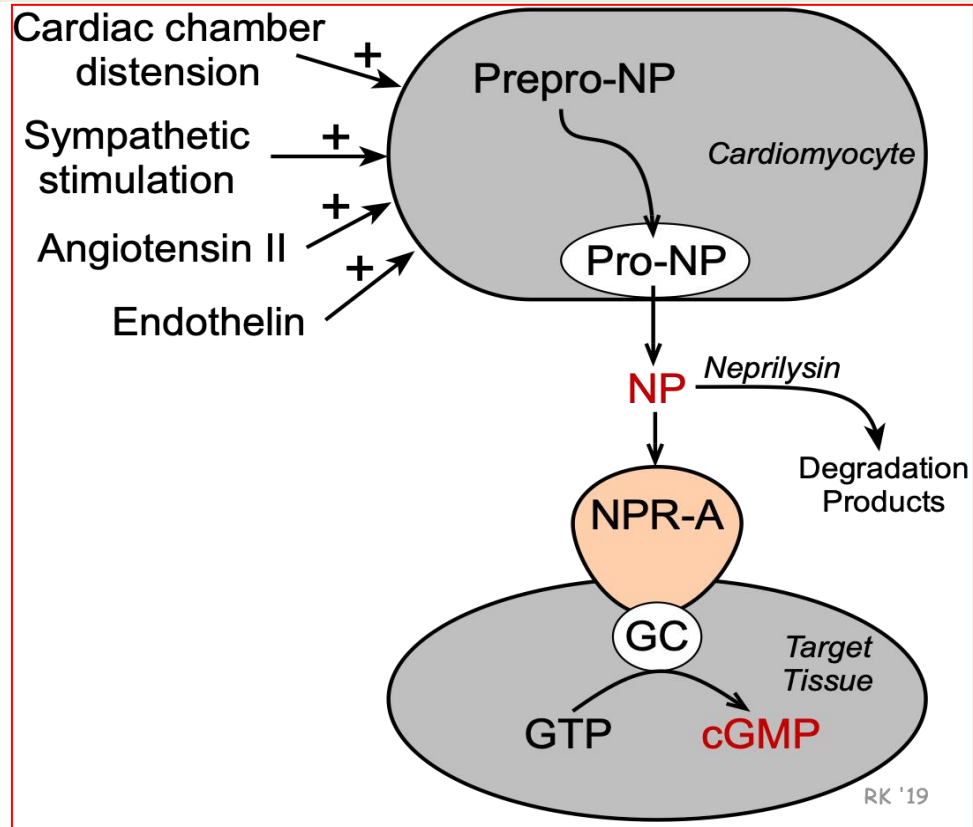 Cardiac chamber
distension
+
Sympathetic
stimulation
+
Angiotensin II
+
Endothelin
+
Prepro-NP
Cardiomyocyte
Pro-NP
NP
Neprilysin
Degradation
Products
NPR-A
GC
Target
Tissue
GTP
cGMP
RK '19